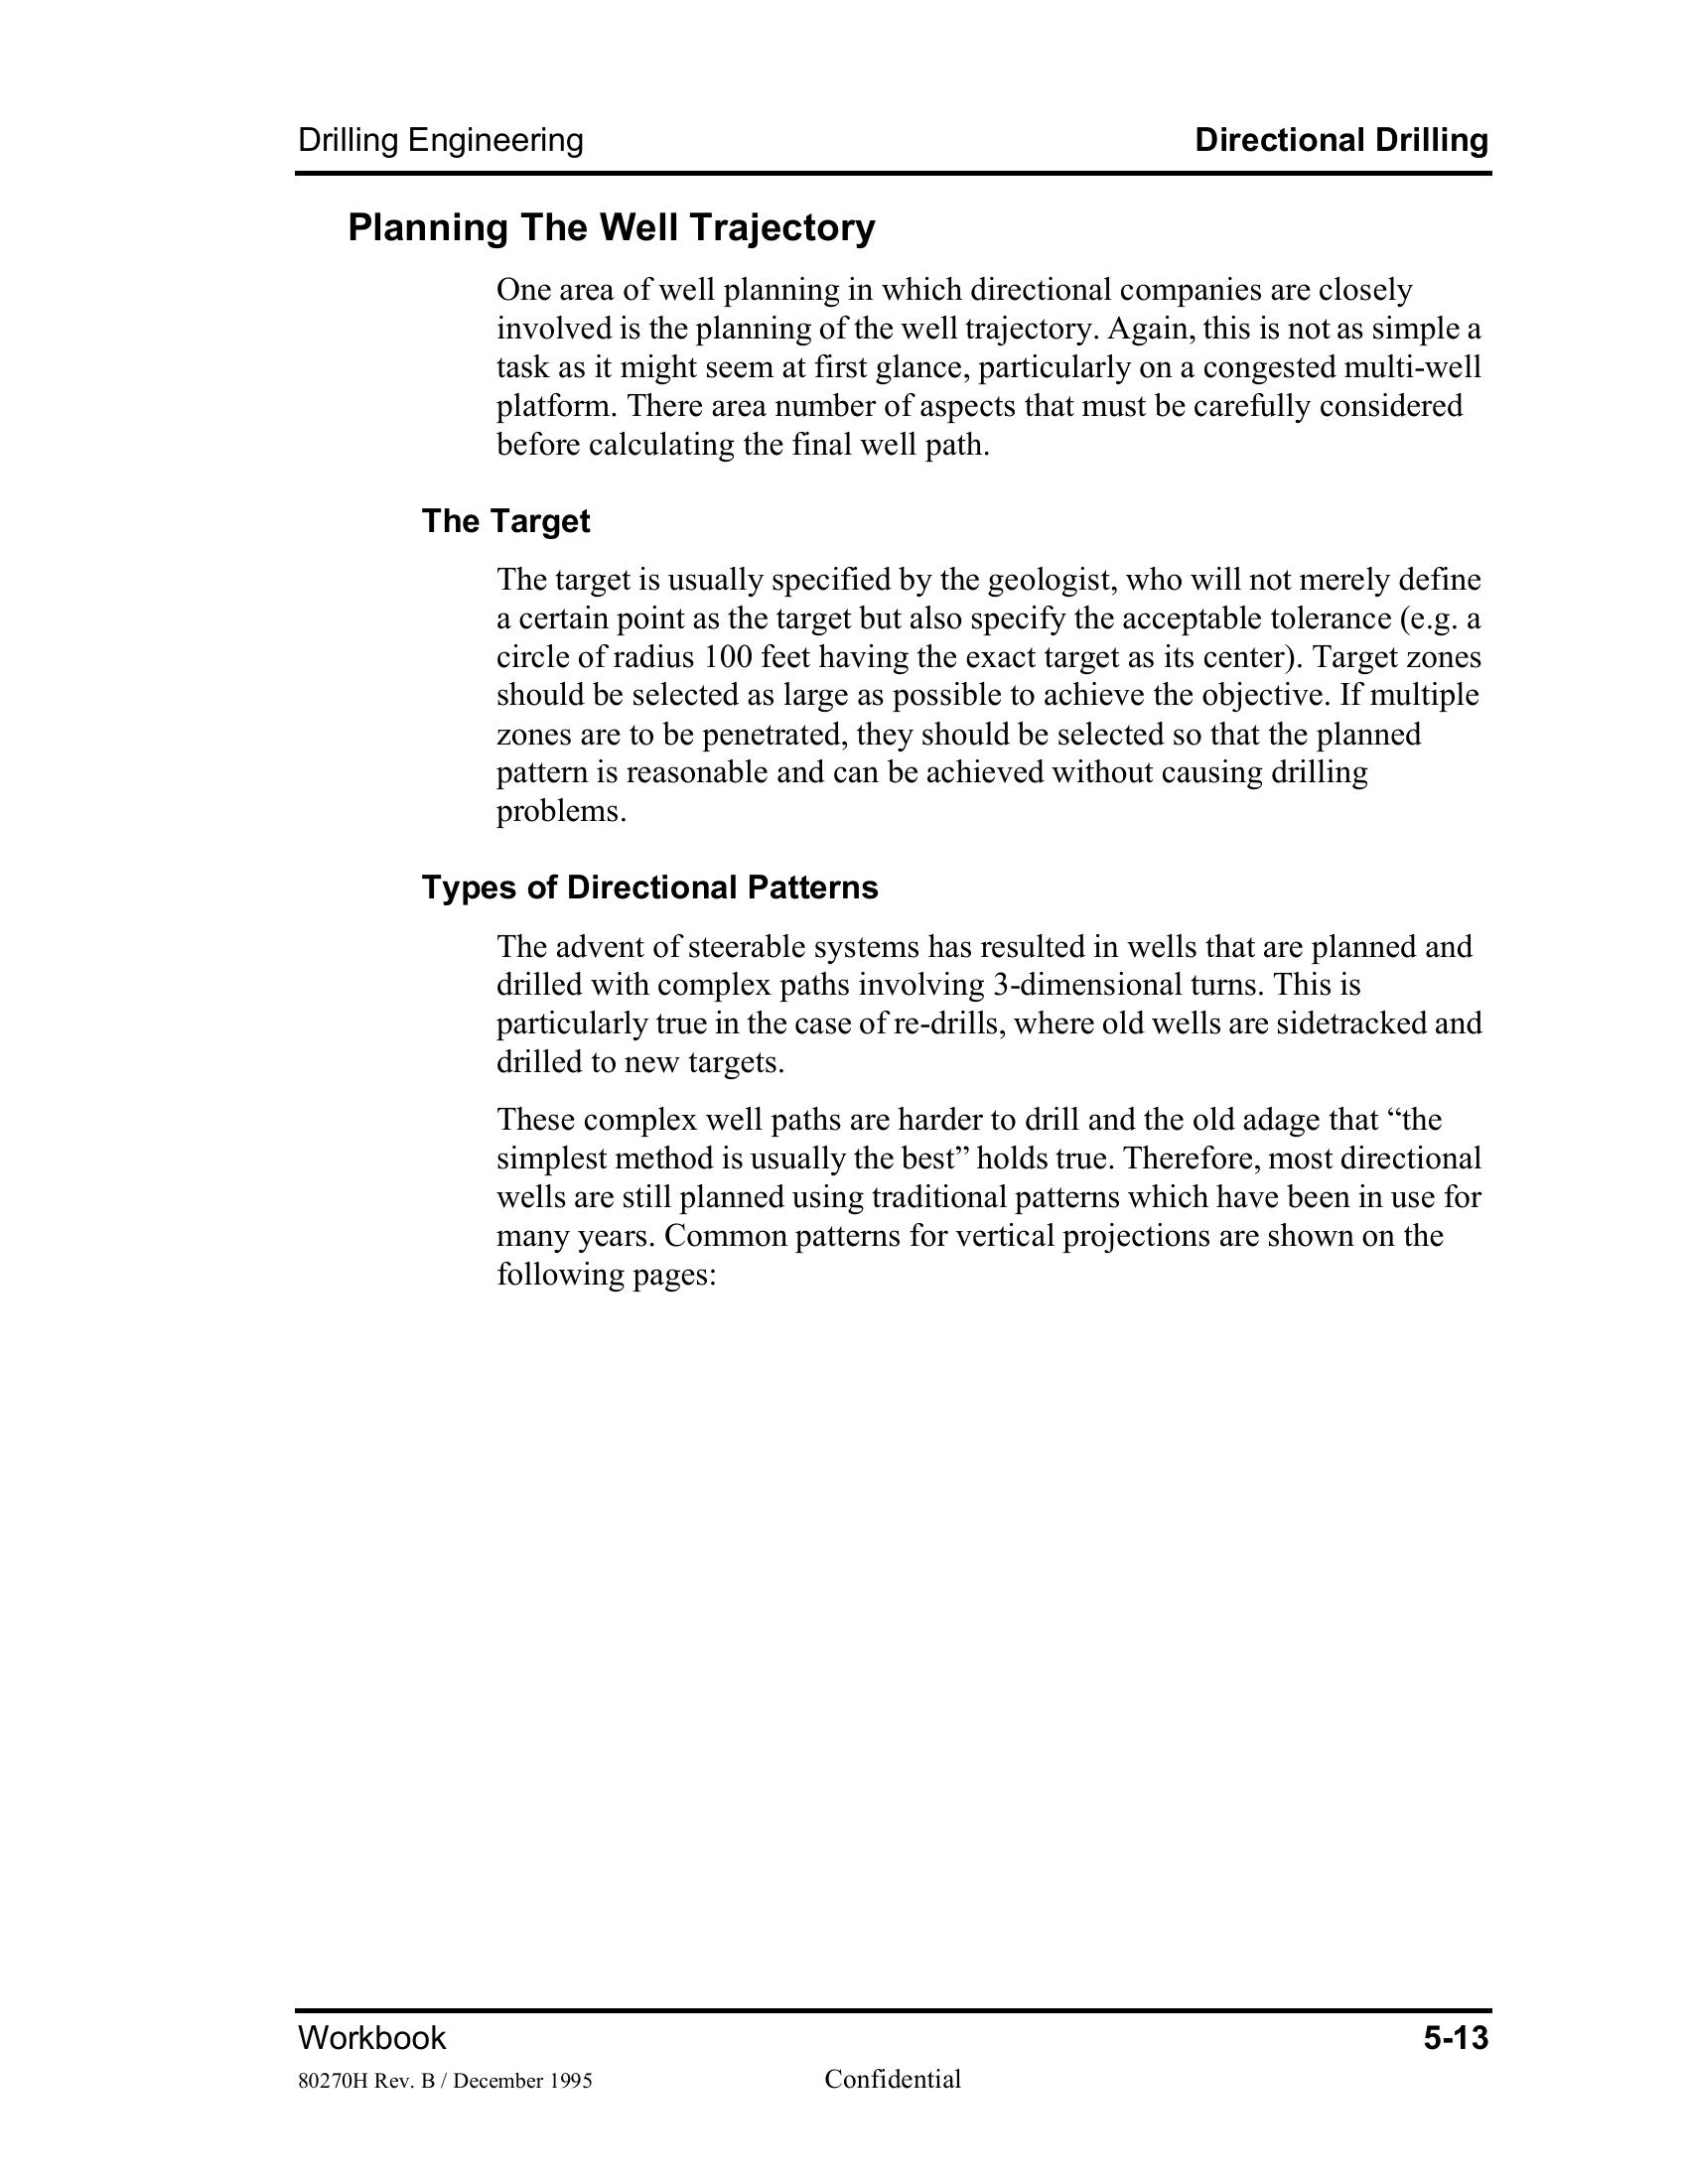 Drilling Engineering Directional Drilling
Planning The Well Trajectory
One area of well planning in which directional companies are closely
involved is the planning of the well trajectory. Again, this is not as simple a
task as it might seem at first glance, particularly on a congested multi-well
platform. There area number of aspects that must be carefully considered
before calculating the final well path.
The Target
The target is usually specified by the geologist, who will not merely define
a certain point as the target but also specify the acceptable tolerance (e.g. a
circle of radius 100 feet having the exact target as its center). Target zones
should be selected as large as possible to achieve the objective. If multiple
zones are to be penetrated, they should be selected so that the planned
pattern is reasonable and can be achieved without causing drilling
problems.
Types of Directional Patterns
The advent of steerable systems has resulted in wells that are planned and
drilled with complex paths involving 3-dimensional turns. This is
particularly true in the case of re-drills, where old wells are sidetracked and
drilled to new targets.
These complex well paths are harder to drill and the old adage that “the
simplest method is usually the best” holds true. Therefore, most directional
wells are still planned using traditional patterns which have been in use for
many years. Common patterns for vertical projections are shown on the
following pages:
Workbook 5-13
80270H Rev. B / December 1995 Confidential